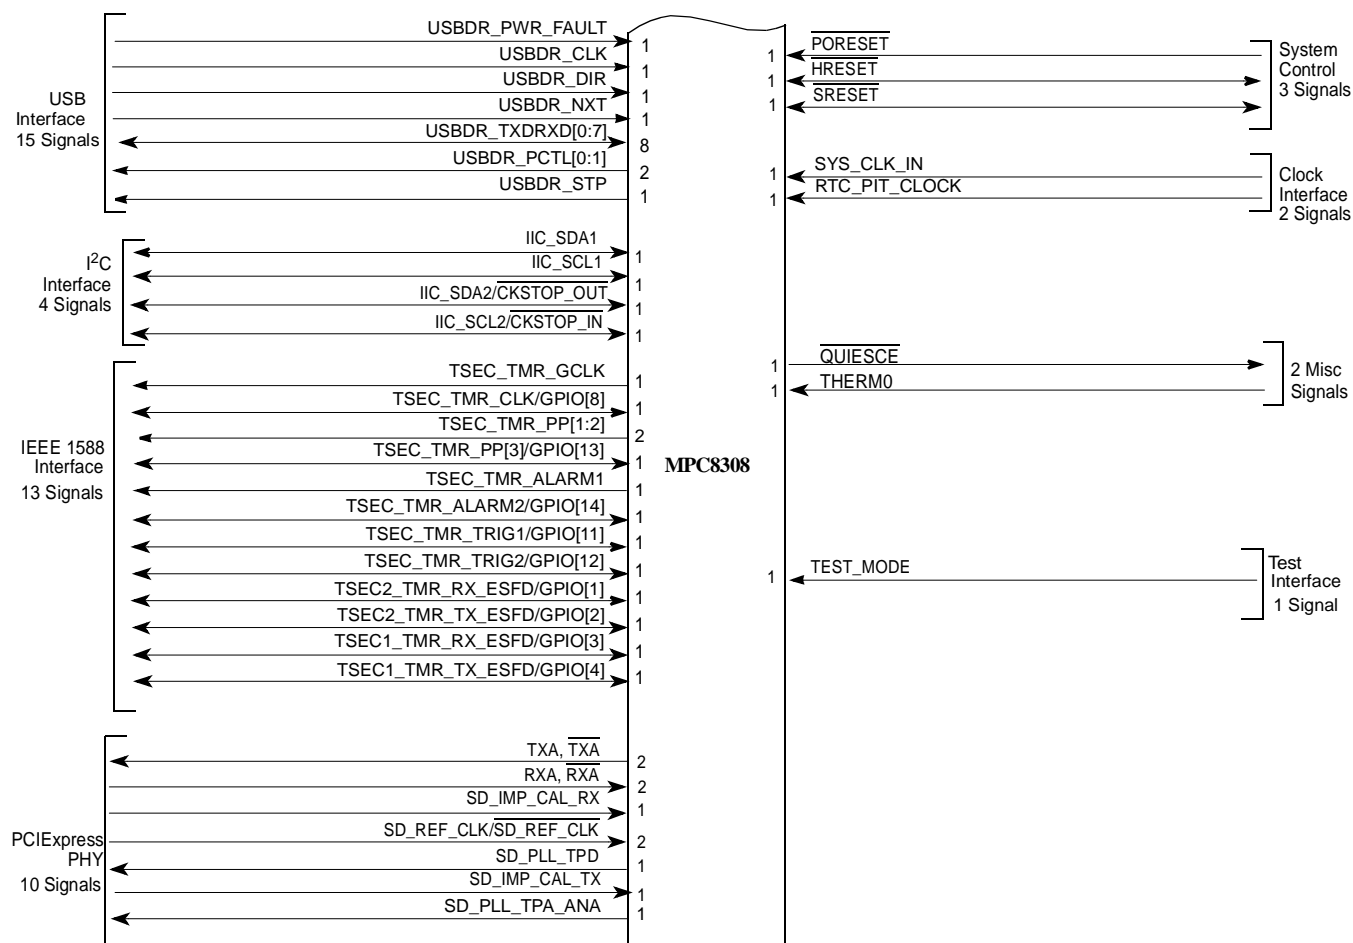 USB
Interface
15 Signals
USBDR_PWR_FAULT 1
USBDR_CLK 1
USBDR_DIR 1
USBDR_NXT 1
USBDR_TXDRXD[0:7] 8
USBDR_PCTL[0:1] 2
USBDR_STP 1
I2C
Interface
4 Signals
IIC_SDA1 1
IIC_SCL1 1
IIC_SDA2/CKSTOP_OUT 1
IIC_SCL2/CKSTOP_IN 1
IEEE 1588
Interface
13 Signals
TSEC_TMR_GCLK 1
TSEC_TMR_CLK/GPIO[8] 1
TSEC_TMR_PP[1:2] 2
TSEC_TMR_PP[3]/GPIO[13] 1
TSEC_TMR_ALARM1 1
TSEC_TMR_ALARM2/GPIO[14] 1
TSEC_TMR_TRIG1/GPIO[11] 1
TSEC_TMR_TRIG2/GPIO[12] 1
TSEC2_TMR_RX_ESFD/GPIO[1] 1
TSEC2_TMR_TX_ESFD/GPIO[2] 1
TSEC1_TMR_RX_ESFD/GPIO[3] 1
TSEC1_TMR_TX_ESFD/GPIO[4] 1
PCIExpress
PHY
10 Signals
TXA, TXA 2
RXA, RXA 2
SD_IMP_CAL_RX 1
SD_REF_CLK/SD_REF_CLK 2
SD_PLL_TPD 1
SD_IMP_CAL_TX 1
SD_PLL_TPA_ANA 1
MPC8308
1 PORESET
1 HRESET
1 SRESET
System
Control
3 Signals
1 SYS_CLK_IN
1 RTC_PIT_CLOCK
Clock
Interface
2 Signals
1 QUIESCE
1 THERM0
2 Misc
Signals
1 TEST_MODE
Test
Interface
1 Signal